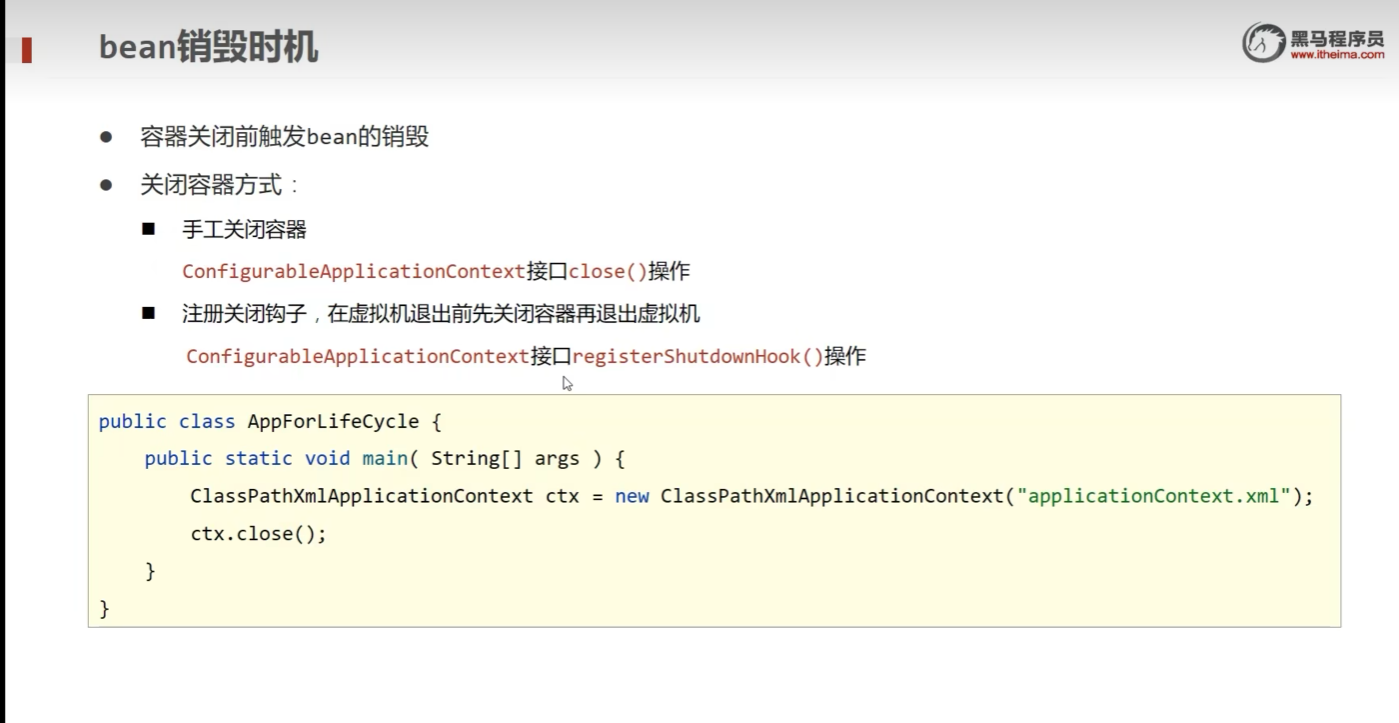 bean销毁时机
黑马程序员
www.itheima.com
● 容器关闭前触发bean的销毁
● 关闭容器方式：
■ 手工关闭容器
ConfigurableApplicationContext接口close()操作
■ 注册关闭钩子，在虚拟机退出前先关闭容器再退出虚拟机
ConfigurableApplicationContext接口registerShutdownHook()操作
public class AppForLifeCycle {
    public static void main( String[] args ) {
        ClassPathXmlApplicationContext ctx = new ClassPathXmlApplicationContext("applicationContext.xml");
        ctx.close();
    }
}